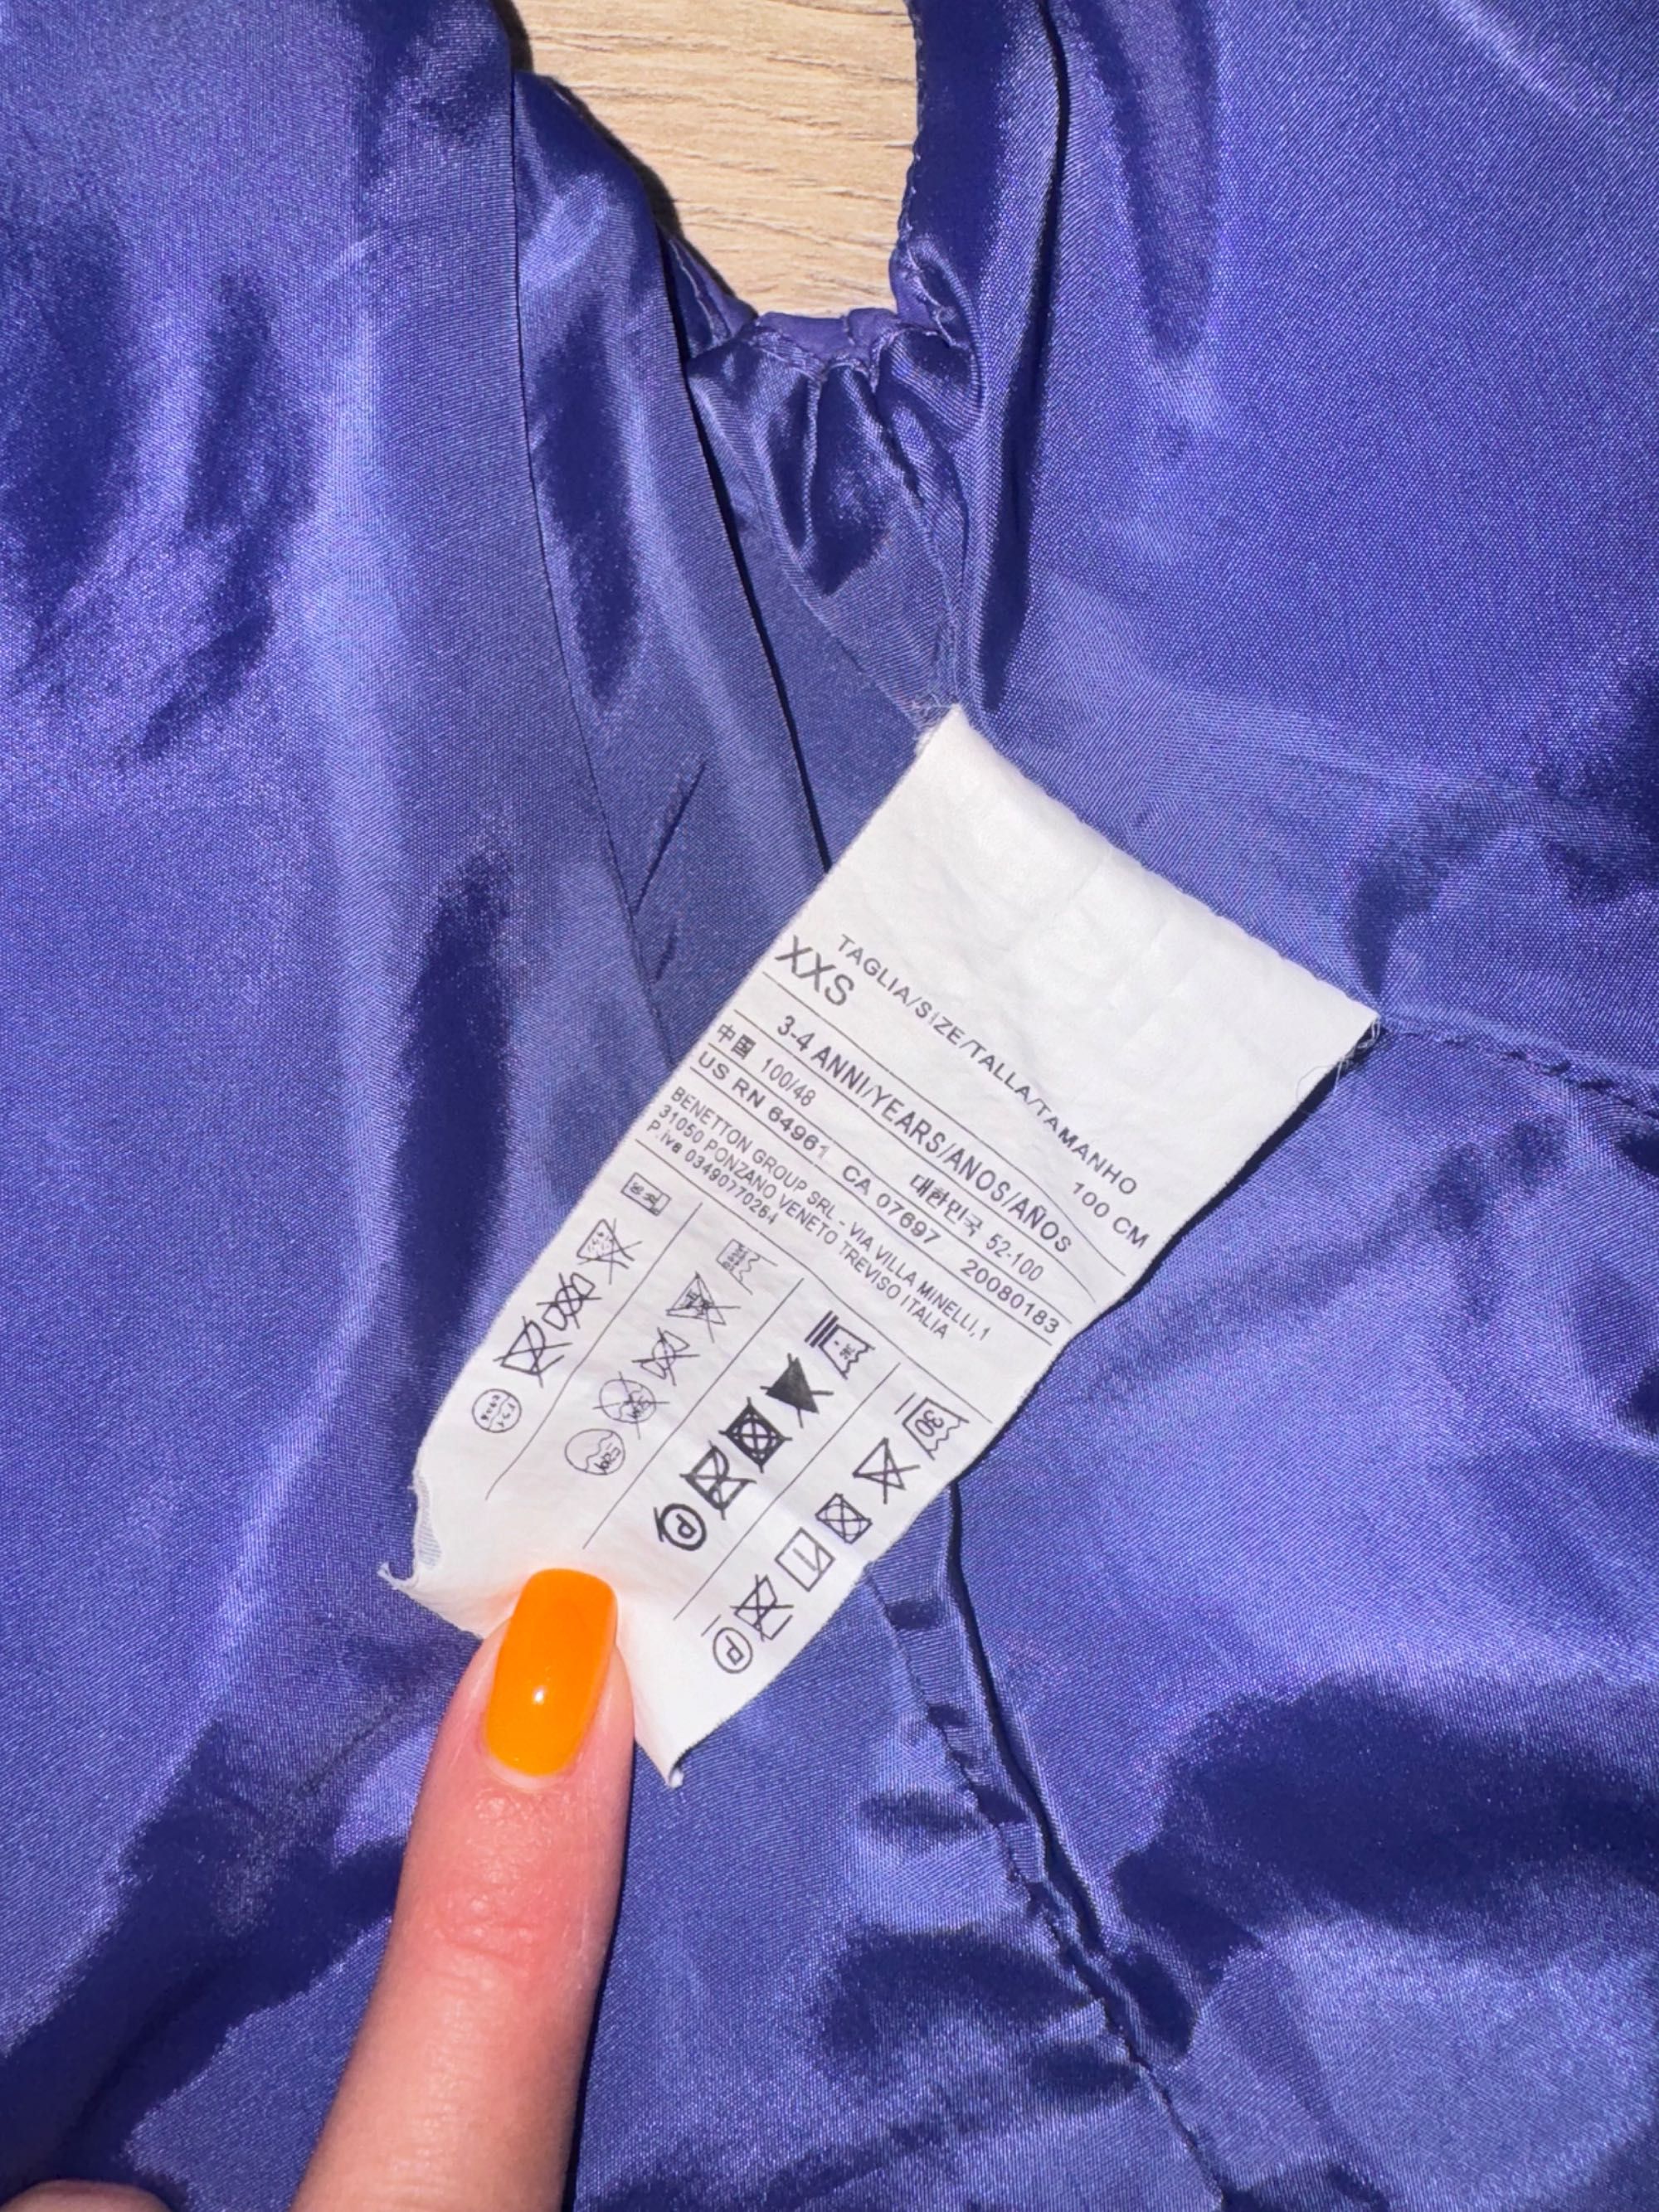 TAGLIA/SIZE/TALLA/TAMANHO
XXS 100 CM
3-4 ANNI/YEARS/ANOS/AÑOS
中国 100/48 대한민국 52-100
US RN 64961 CA 07697 20080183
BENETTON GROUP SRL - VIA VILLA MINELLI,1
31050 PONZANO VENETO TREVISO ITALIA
P.iva 03490770264
30
P
P